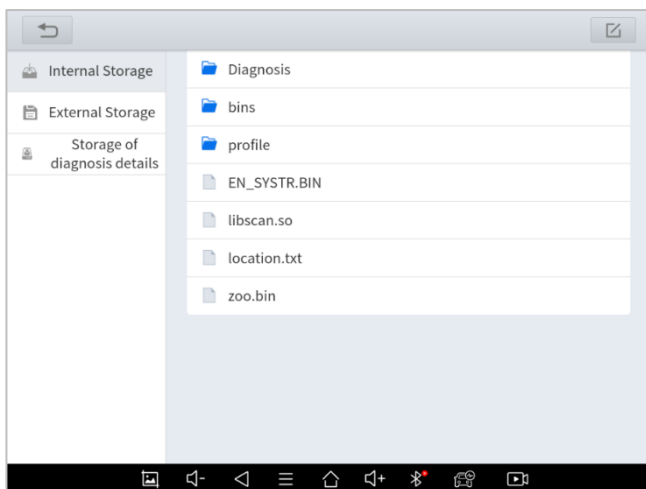 Internal Storage
External Storage
Storage of
diagnosis details
Diagnosis
bins
profile
EN_SYSTR.BIN
libscan.so
location.txt
zoo.bin